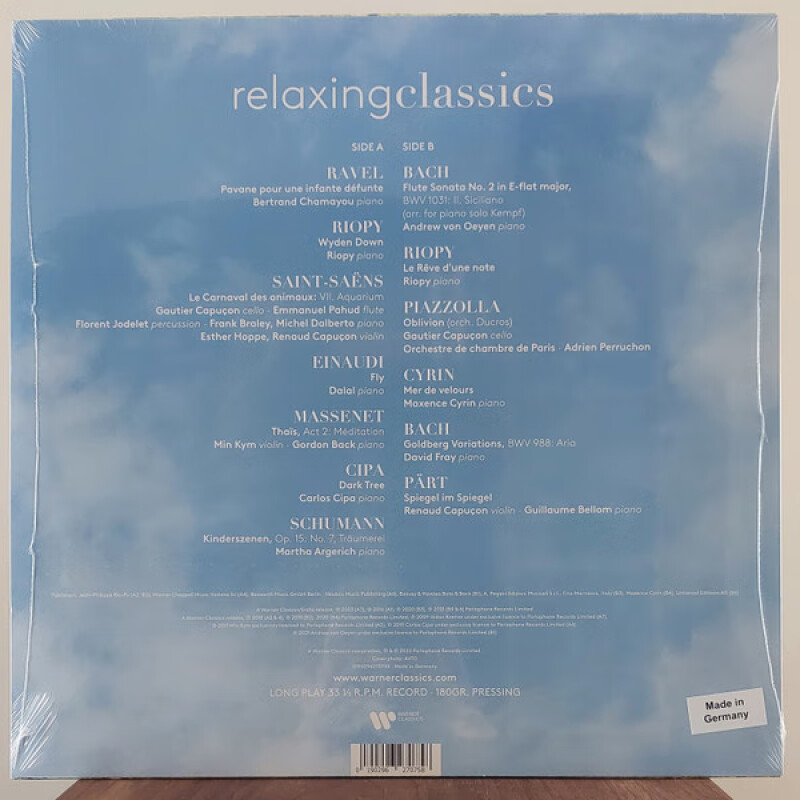 relaxingclassics
SIDE A
RAVEL
Pavane pour une infante défunte
Bertrand Chamayou piano
RIOPY
Wyden Down
Riopy piano
SAINT-SAËNS
Le Carnaval des animaux: VII. Aquarium
Gautier Capuçon cello - Emmanuel Pahud flute
Florent Jodelet percussion - Frank Braley, Michel Dalberto piano
Esther Hoppe, Renaud Capuçon violin
EINAUDI
Fly
Dalal piano
MASSENET
Thaïs, Act 2: Méditation
Min Kym violin - Gordon Back piano
CIPA
Dark Tree
Carlos Cipa piano
SCHUMANN
Kinderszenen, Op. 15: No. 7, Träumerei
Martha Argerich piano
SIDE B
BACH
Flute Sonata No. 2 in E-flat major,
BWV 1031: II. Siciliano
(arr. for piano solo Kempf)
Andrew von Oeyen piano
RIOPY
Le Rêve d'une note
Riopy piano
PIAZZOLLA
Oblivion (orch. Ducros)
Gautier Capuçon cello
Orchestre de chambre de Paris - Adrien Perruchon
CYRIN
Mer de velours
Maxence Cyrin piano
BACH
Goldberg Variations, BWV 988: Aria
David Fray piano
PÄRT
Spiegel im Spiegel
Renaud Capuçon violin - Guillaume Bellom piano
www.warnerclassics.com
LONG PLAY 33 ⅓ R.P.M. RECORD - 180GR. PRESSING
WARNER
CLASSICS
Made in
Germany
0 190296 270758